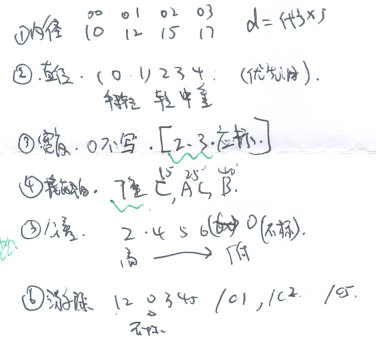 00 01 02 03
①内径 10 12 15 17 d=代号×5
②直径. (0 1) 2 3 4. (优先用).
特轻 轻 中 重
③宽度. 0不写. [2、3.应标.]
15° 25° 40°
④接触角. C, AC, B.
⑤公差. 2. 4 5 6 0 (不标).
高 → 低
⑥游隙 1 2 0 3 4 5 /C1, /C2 /C5.
不标.